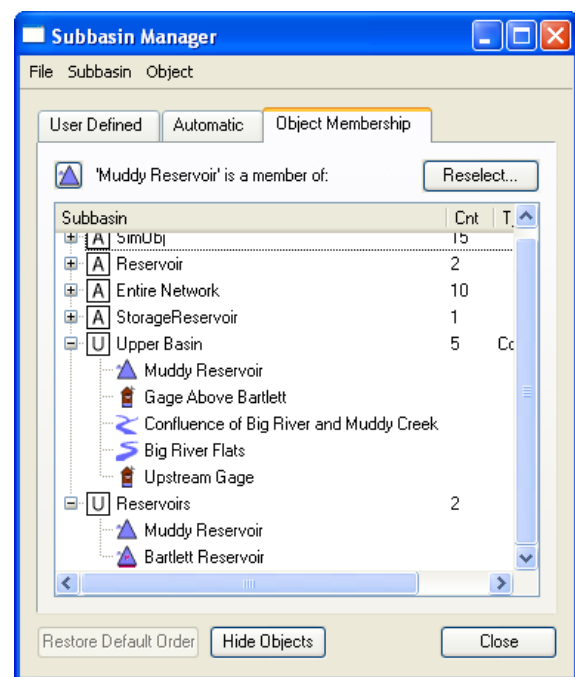 Subbasin Manager
File Subbasin Object
User Defined Automatic Object Membership
'Muddy Reservoir' is a member of: Reselect...
Subbasin Cnt T_
A SimObj 15
A Reservoir 2
A Entire Network 10
A StorageReservoir 1
U Upper Basin 5 Cc
Muddy Reservoir
Gage Above Bartlett
Confluence of Big River and Muddy Creek
Big River Flats
Upstream Gage
U Reservoirs 2
Muddy Reservoir
Bartlett Reservoir
Restore Default Order Hide Objects Close